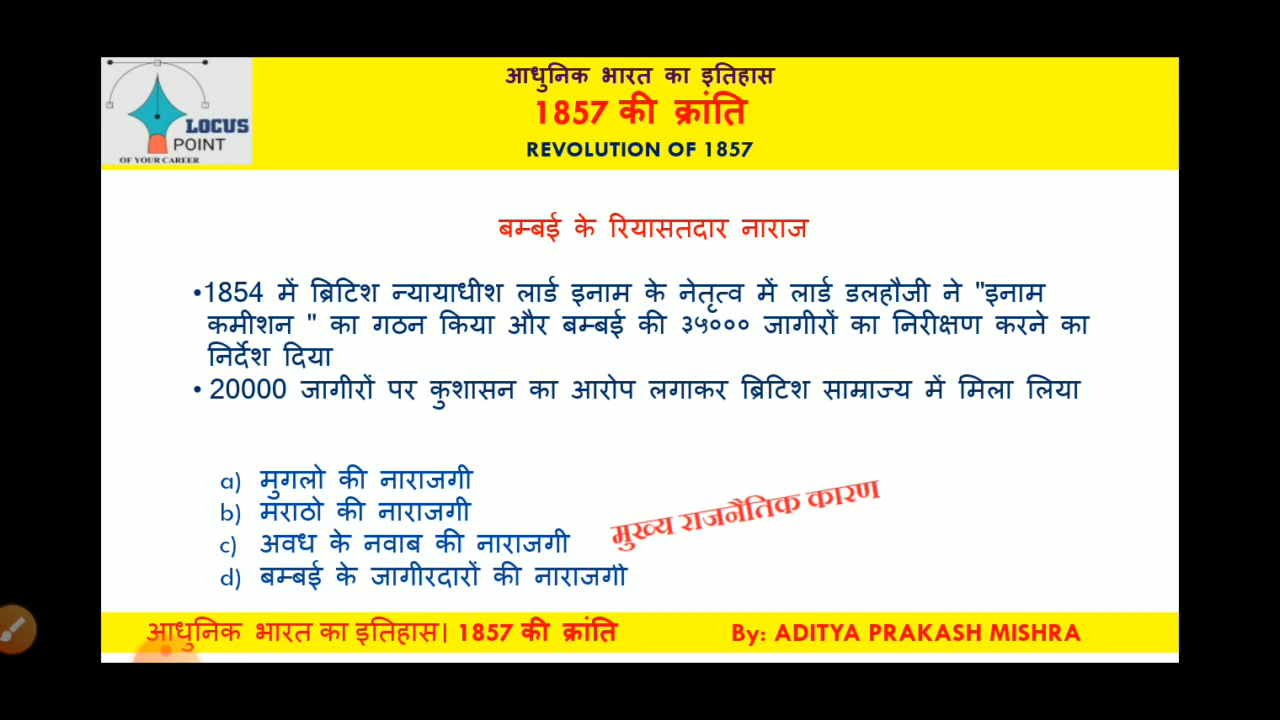 LOCUS
POINT
OF YOUR CAREER
आधुनिक भारत का इतिहास
1857 की क्रांति
REVOLUTION OF 1857
बम्बई के रियासतदार नाराज
•1854 में ब्रिटिश न्यायाधीश लार्ड इनाम के नेतृत्व में लार्ड डलहौजी ने "इनाम
कमीशन " का गठन किया और बम्बई की ३५००० जागीरों का निरीक्षण करने का
निर्देश दिया
• 20000 जागीरों पर कुशासन का आरोप लगाकर ब्रिटिश साम्राज्य में मिला लिया
a) मुगलो की नाराजगी
b) मराठो की नाराजगी
c) अवध के नवाब की नाराजगी
d) बम्बई के जागीरदारों की नाराजगी
मुख्य राजनैतिक कारण
आधुनिक भारत का इतिहास। 1857 की क्रांति
By: ADITYA PRAKASH MISHRA